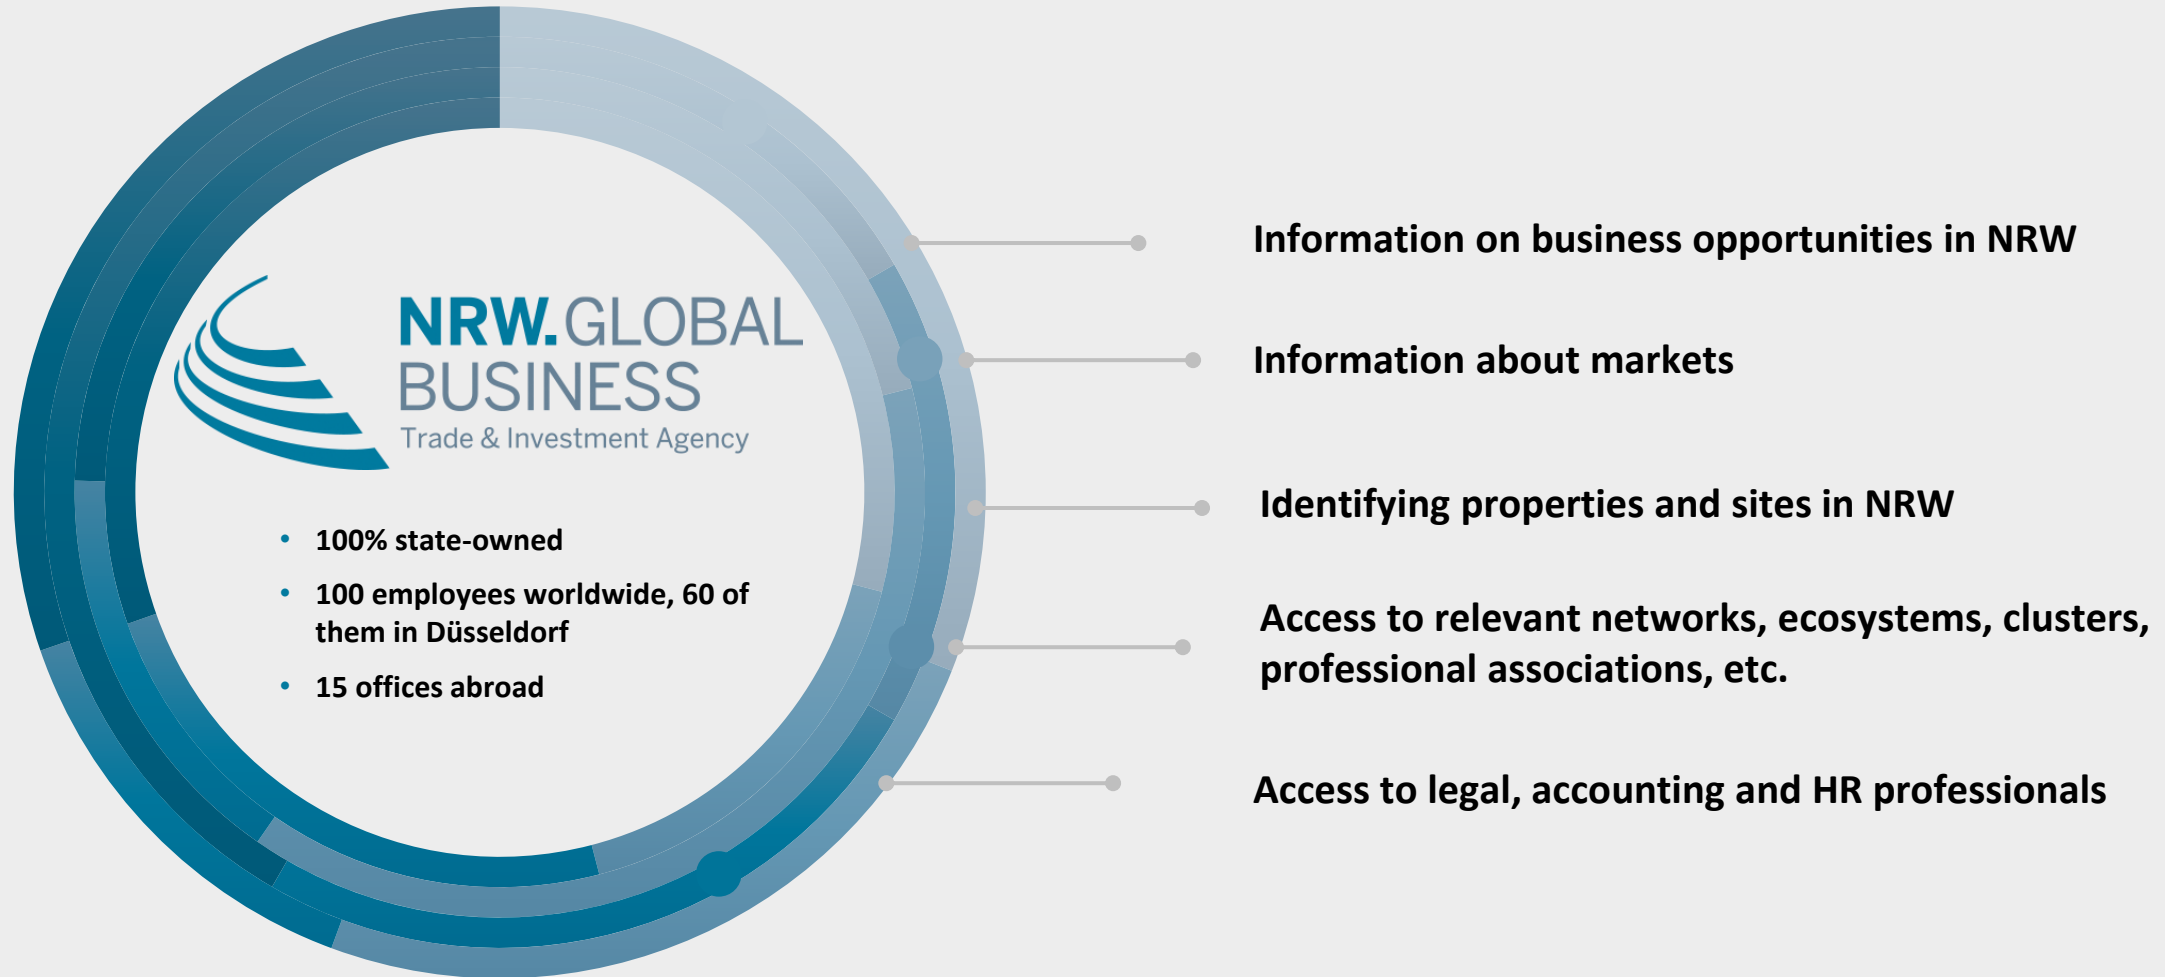 NRW.GLOBAL
BUSINESS
Trade & Investment Agency
• 100% state-owned
• 100 employees worldwide, 60 of
them in Düsseldorf
• 15 offices abroad
Information on business opportunities in NRW
Information about markets
Identifying properties and sites in NRW
Access to relevant networks, ecosystems, clusters,
professional associations, etc.
Access to legal, accounting and HR professionals